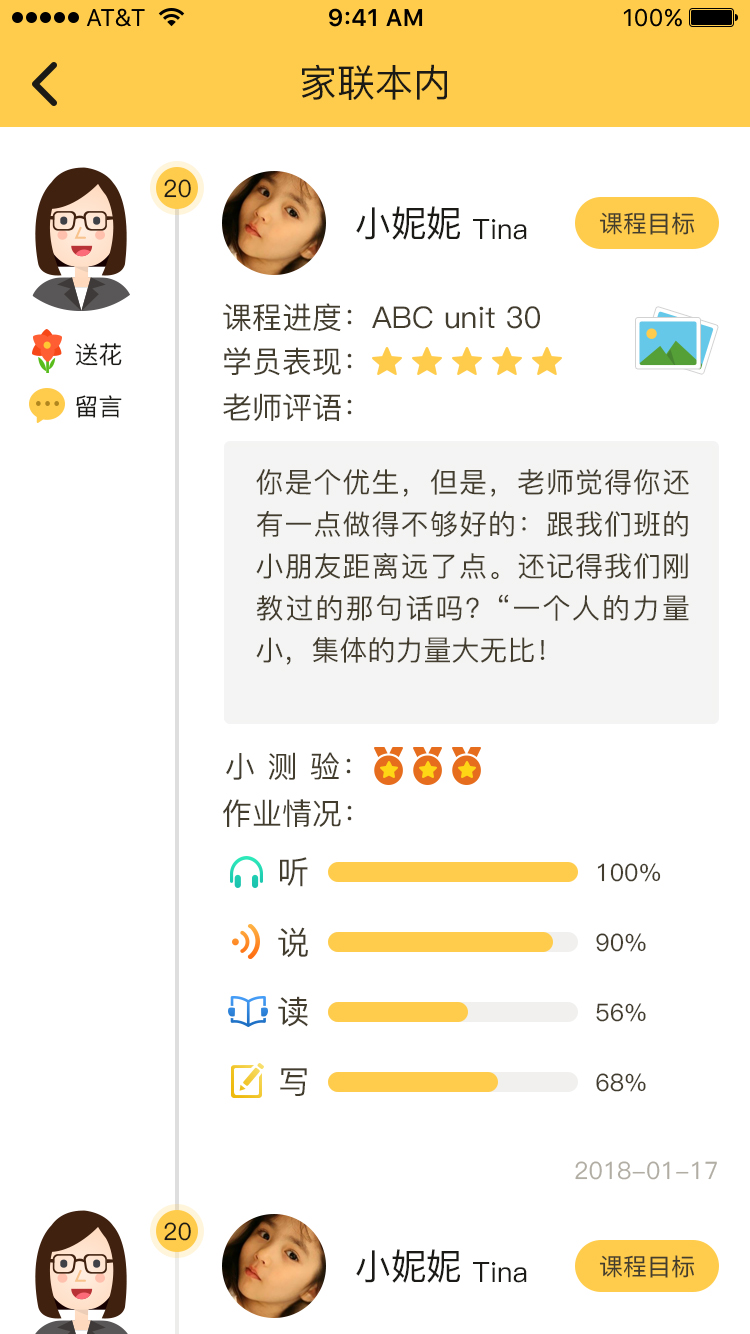 AT&T 9:41 AM 100%
家联本内
20
小妮妮 Tina
课程目标
送花
留言
课程进度：ABC unit 30
学员表现：
老师评语：
你是个优生，但是，老师觉得你还
有一点做得不够好的：跟我们班的
小朋友距离远了点。还记得我们刚
教过的那句话吗？“一个人的力量
小，集体的力量大无比！
小 测 验：
作业情况：
听 100%
说 90%
读 56%
写 68%
2018-01-17
20
小妮妮 Tina
课程目标